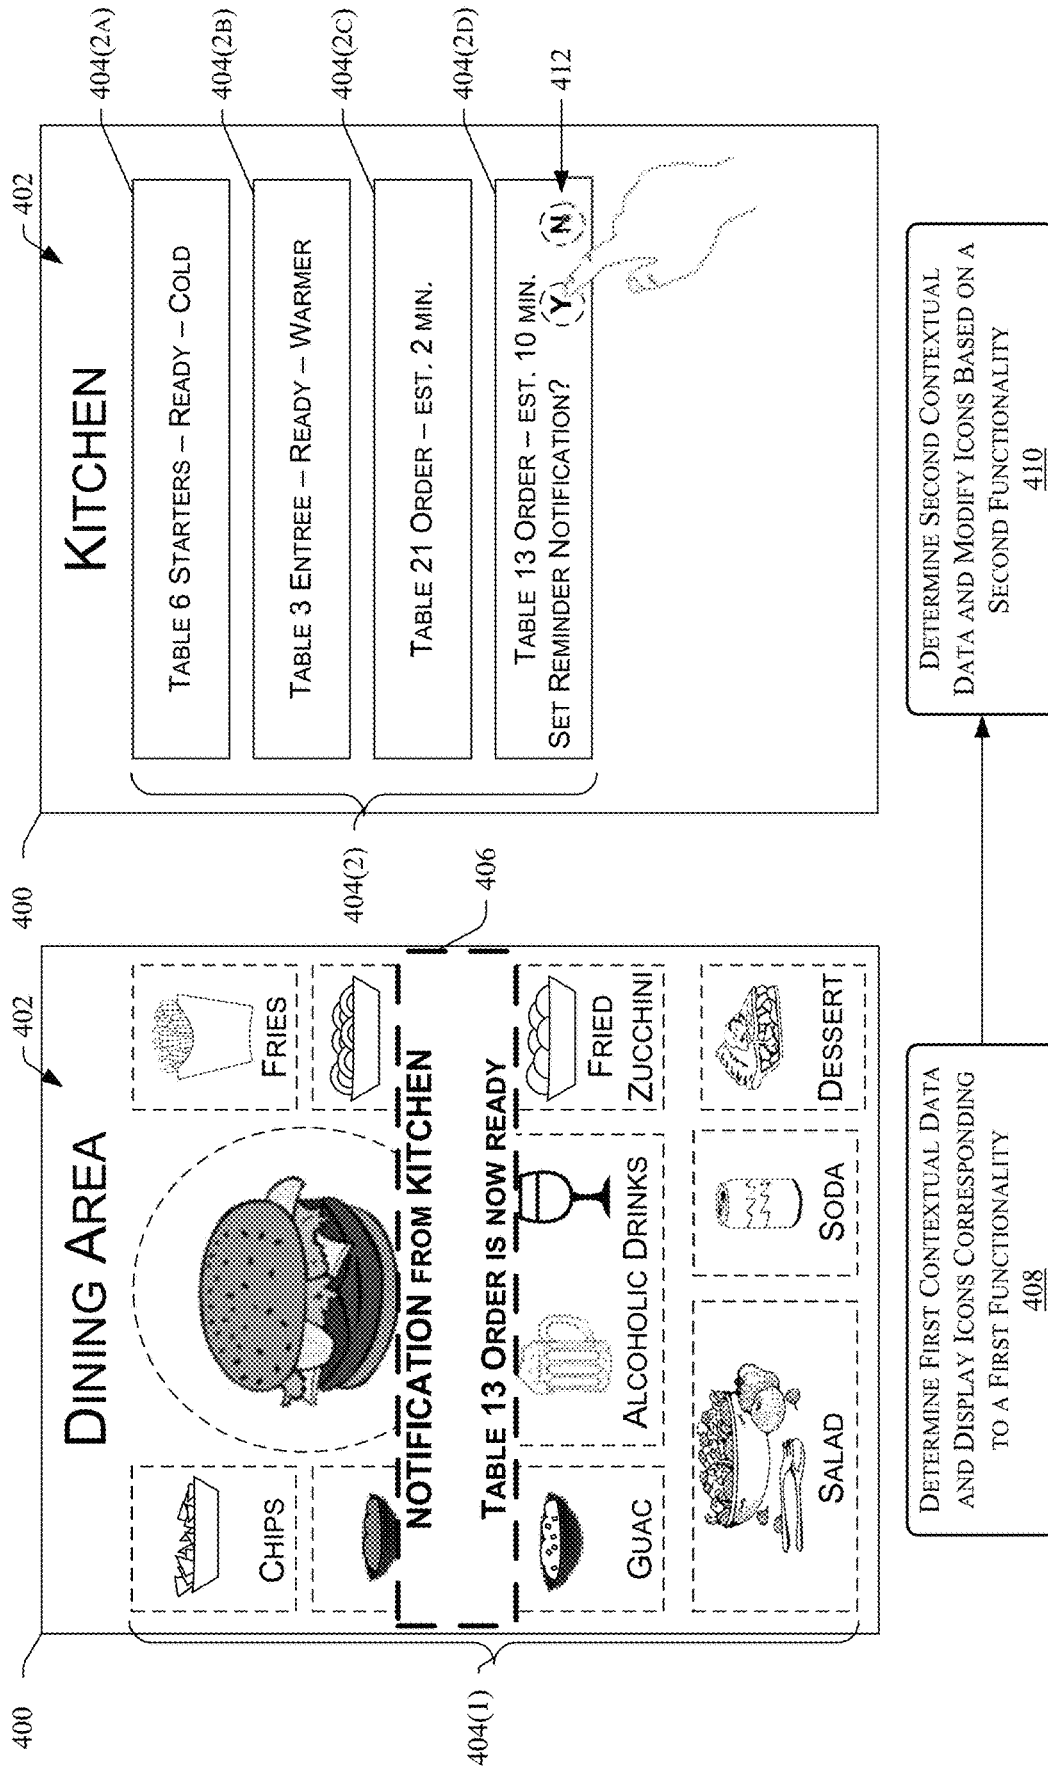 400
402
DINING AREA
CHIPS
FRIES
NOTIFICATION FROM KITCHEN
TABLE 13 ORDER IS NOW READY
406
404(1)
GUAC
ALCOHOLIC DRINKS
FRIED
ZUCCHINI
SALAD
SODA
DESSERT
DETERMINE FIRST CONTEXTUAL DATA
AND DISPLAY ICONS CORRESPONDING
TO A FIRST FUNCTIONALITY
408
400
402
KITCHEN
404(2A)
TABLE 6 STARTERS – READY – COLD
404(2B)
TABLE 3 ENTREE – READY – WARMER
404(2C)
404(2)
TABLE 21 ORDER – EST. 2 MIN.
404(2D)
TABLE 13 ORDER – EST. 10 MIN.
SET REMINDER NOTIFICATION?
Y
N
412
DETERMINE SECOND CONTEXTUAL
DATA AND MODIFY ICONS BASED ON A
SECOND FUNCTIONALITY
410